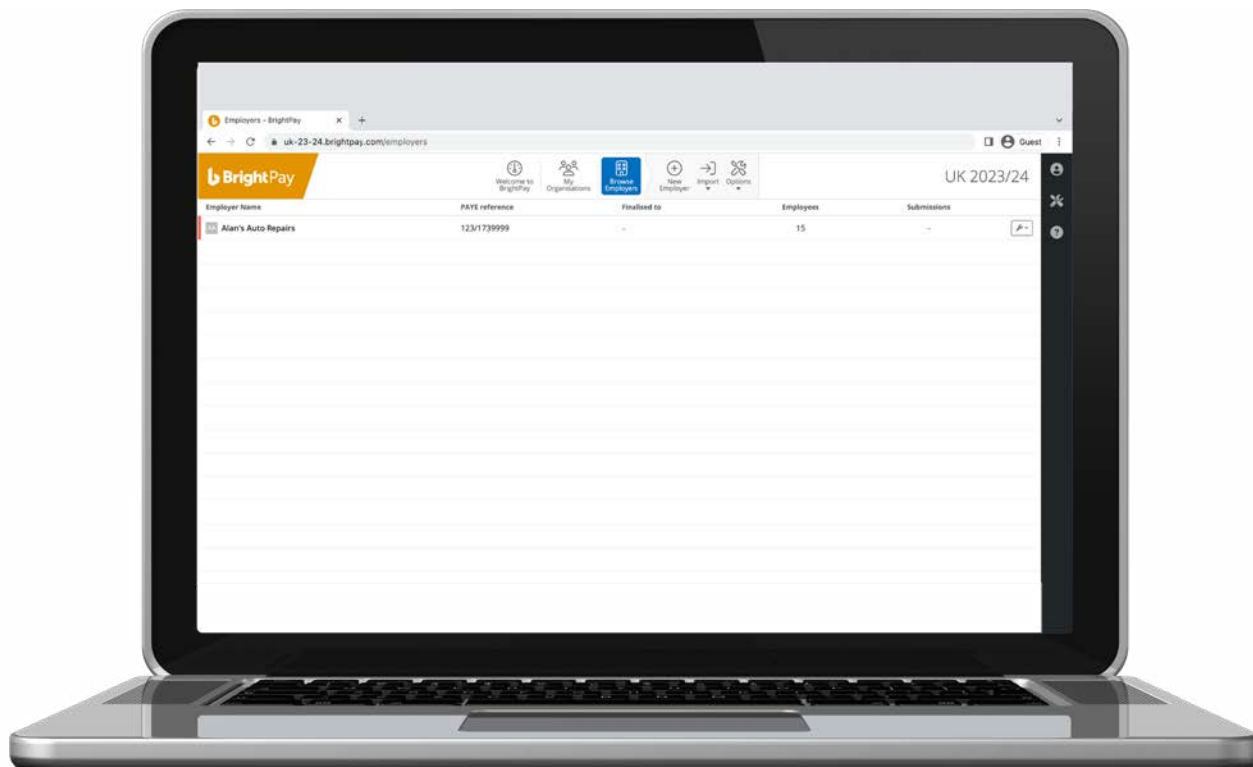 Employers - BrightPay
uk-23-24.brightpay.com/employers
Guest
b BrightPay
Welcome to BrightPay
My Organisations
Browse Employers
New Employer
Import
Options
UK 2023/24
Employer Name PAYE reference Finalised to Employees Submissions
AA Alan's Auto Repairs 123/1739999 - 15 -